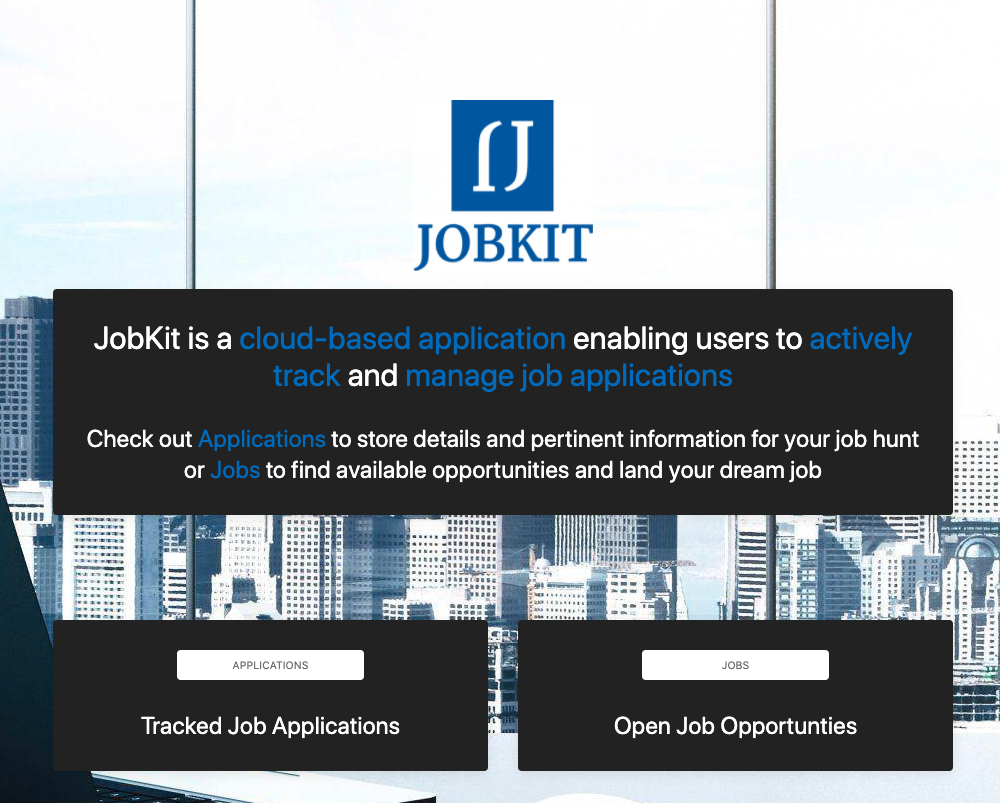 JOBKIT
JobKit is a cloud-based application enabling users to actively
track and manage job applications
Check out Applications to store details and pertinent information for your job hunt
or Jobs to find available opportunities and land your dream job
APPLICATIONS
JOBS
Tracked Job Applications
Open Job Opportunties